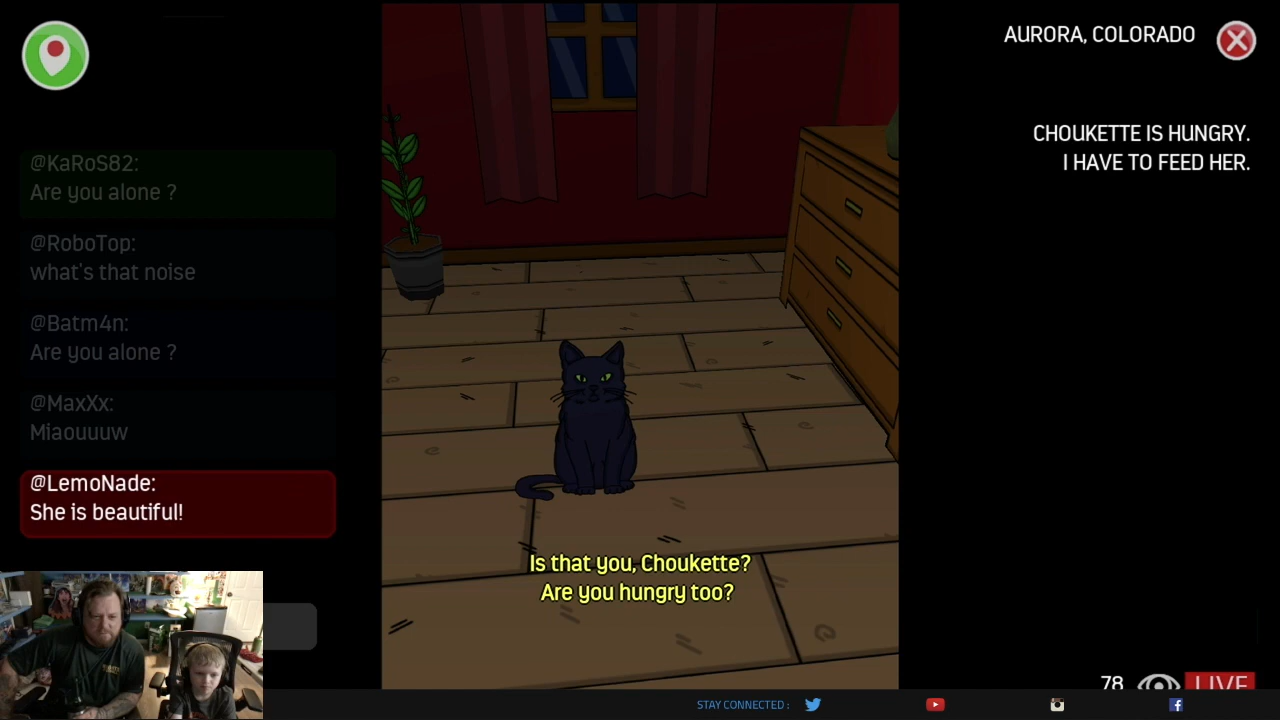 AURORA, COLORADO
CHOUKETTE IS HUNGRY.
I HAVE TO FEED HER.
@KaRoS82:
Are you alone ?
@RoboTop:
what's that noise
@Batm4n:
Are you alone ?
@MaxXx:
Miaouuuw
@LemoNade:
She is beautiful!
Is that you, Choukette?
Are you hungry too?
78
LIVE
STAY CONNECTED :